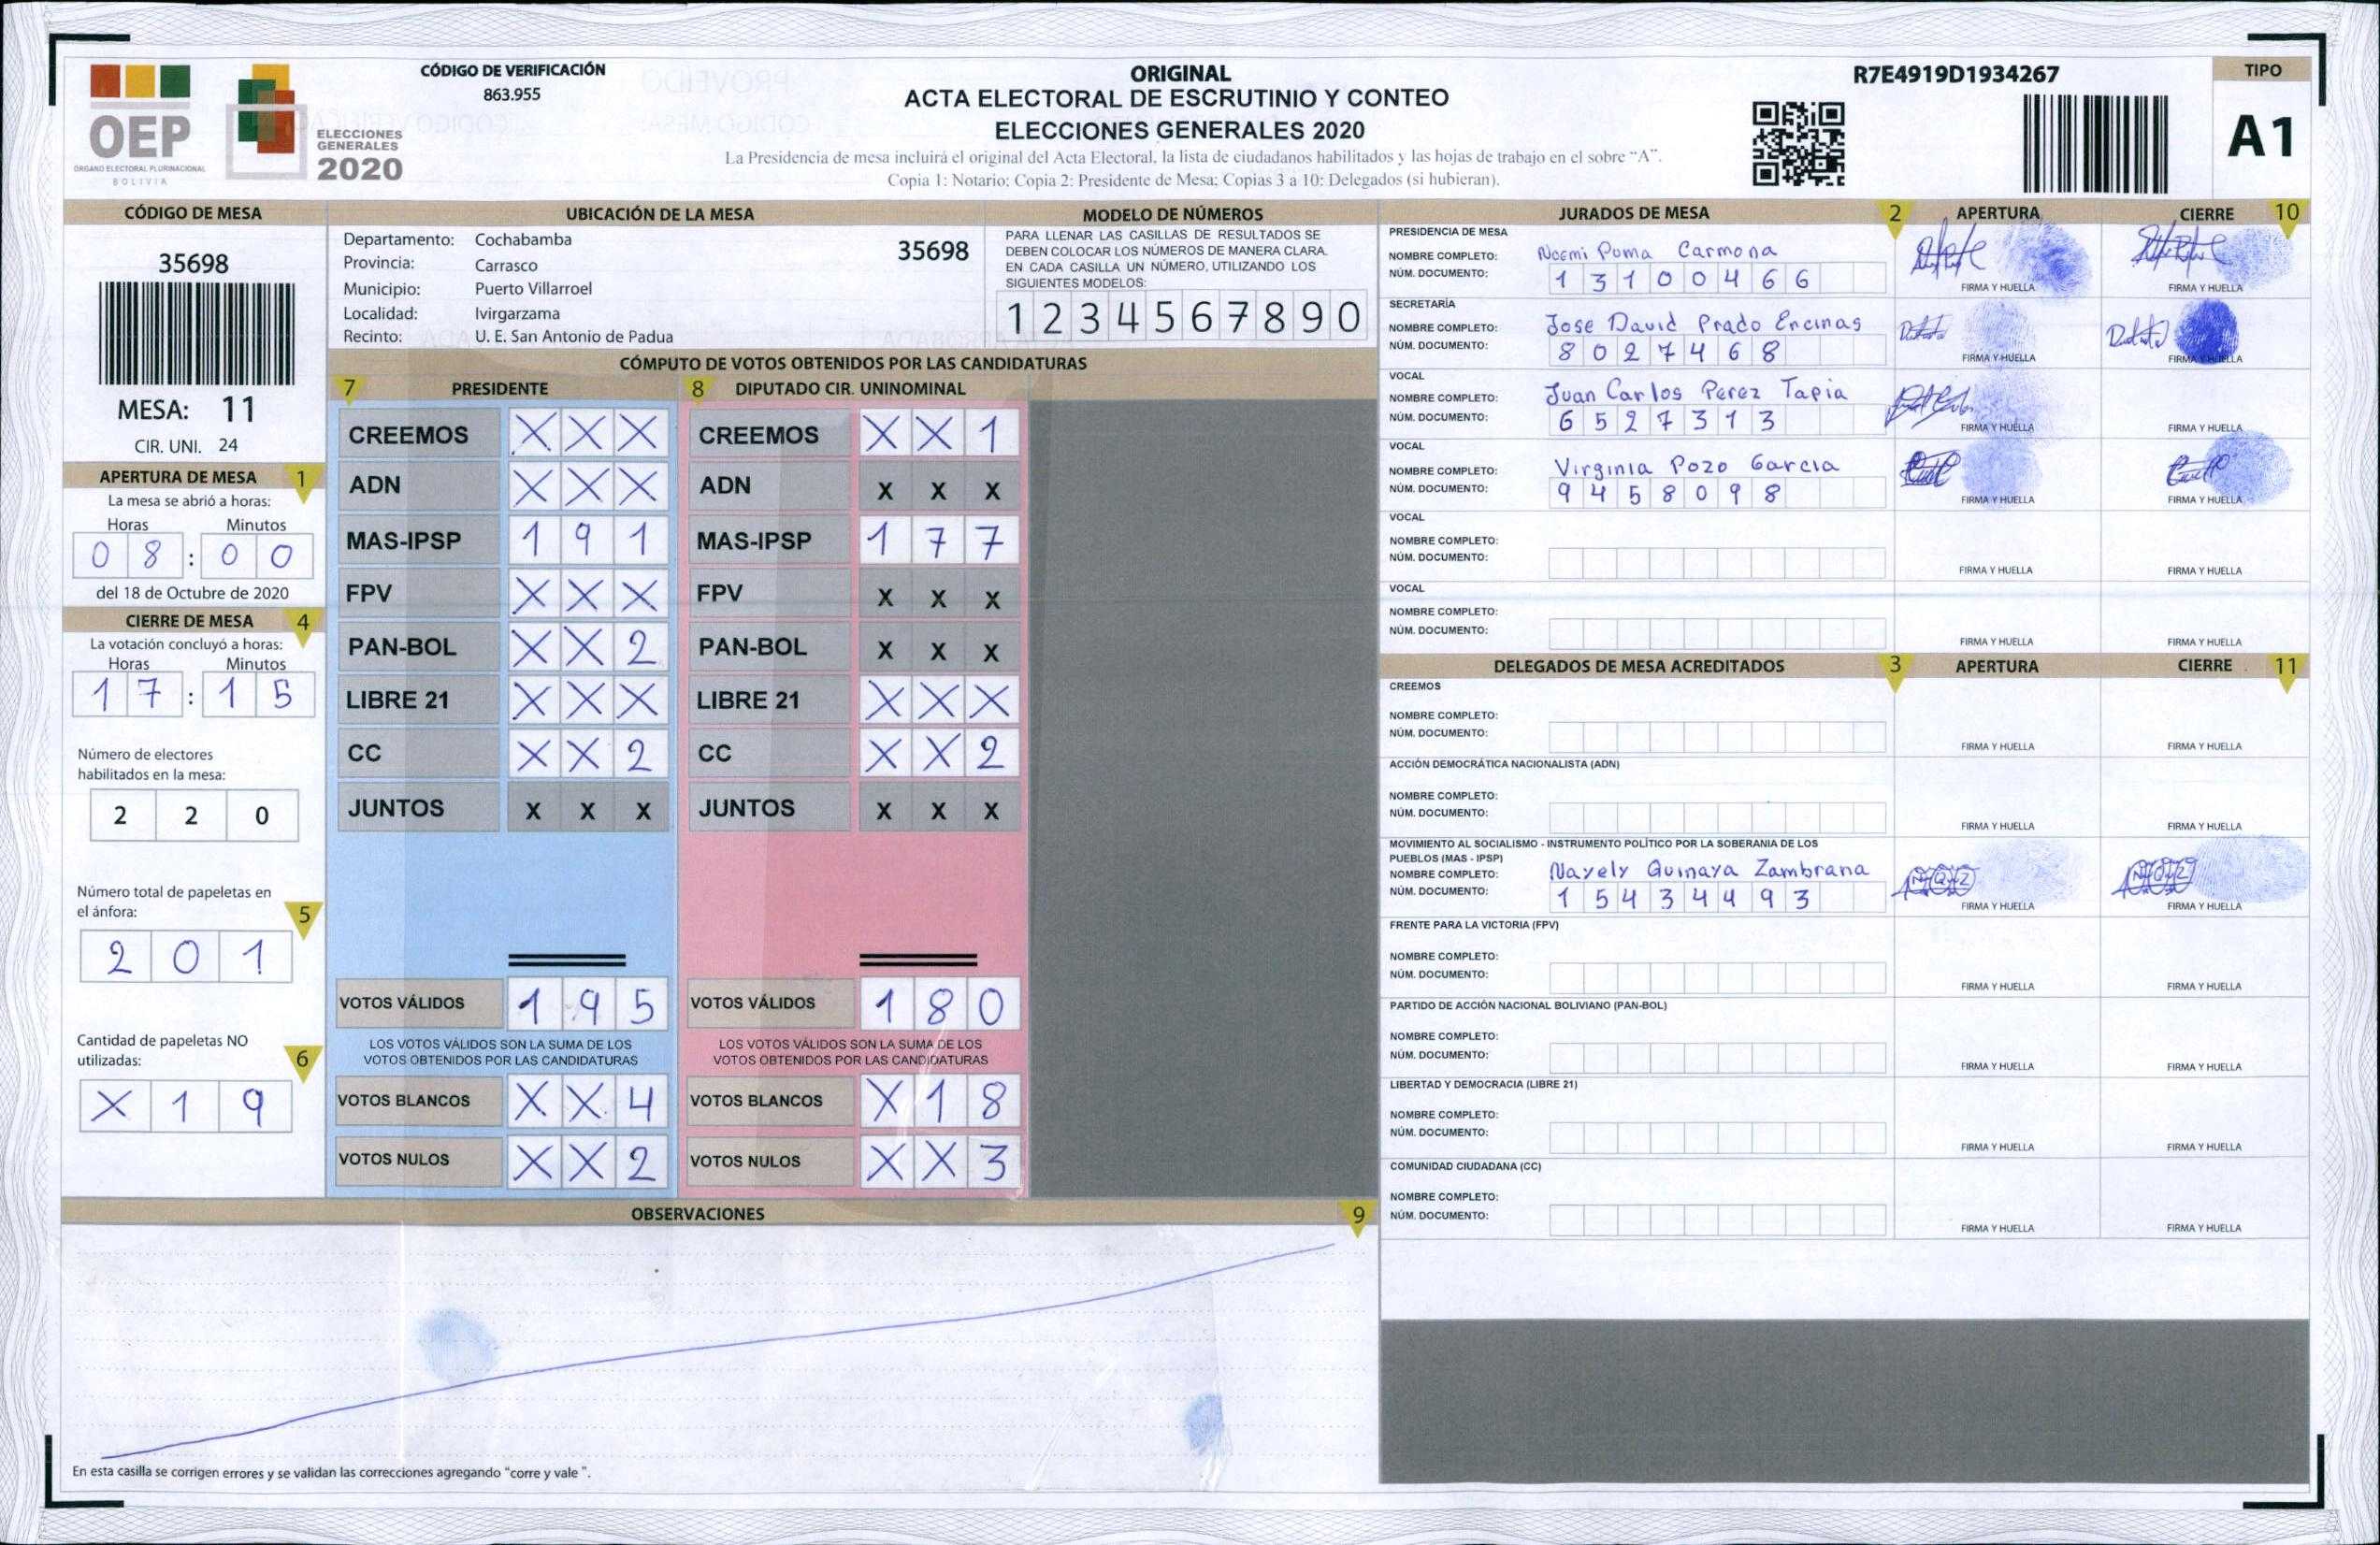 OEP
ORGANO ELECTORAL PLURINACIONAL
BOLIVIA
ELECCIONES
GENERALES
2020
CÓDIGO DE VERIFICACIÓN
863.955
ORIGINAL
ACTA ELECTORAL DE ESCRUTINIO Y CONTEO
ELECCIONES GENERALES 2020
La Presidencia de mesa incluirá el original del Acta Electoral, la lista de ciudadanos habilitados y las hojas de trabajo en el sobre "A".
Copia 1: Notario; Copia 2: Presidente de Mesa; Copias 3 a 10: Delegados (si hubieran).
R7E4919D1934267
TIPO
A1
CÓDIGO DE MESA
35698
MESA: 11
CIR. UNI. 24
APERTURA DE MESA 1
La mesa se abrió a horas:
Horas Minutos
0 8 : 0 0
del 18 de Octubre de 2020
CIERRE DE MESA 4
La votación concluyó a horas:
Horas Minutos
1 7 : 1 5
Número de electores
habilitados en la mesa:
2 2 0
Número total de papeletas en
el ánfora: 5
2 0 1
Cantidad de papeletas NO
utilizadas: 6
X 1 9
UBICACIÓN DE LA MESA
Departamento: Cochabamba
35698
Provincia: Carrasco
Municipio: Puerto Villarroel
Localidad: Ivirgarzama
Recinto: U. E. San Antonio de Padua
MODELO DE NÚMEROS
PARA LLENAR LAS CASILLAS DE RESULTADOS SE
DEBEN COLOCAR LOS NÚMEROS DE MANERA CLARA.
EN CADA CASILLA UN NÚMERO, UTILIZANDO LOS
SIGUIENTES MODELOS:
1 2 3 4 5 6 7 8 9 0
CÓMPUTO DE VOTOS OBTENIDOS POR LAS CANDIDATURAS
7 PRESIDENTE
CREEMOS X X X
ADN X X X
MAS-IPSP 1 9 1
FPV X X X
PAN-BOL X X 2
LIBRE 21 X X X
CC X X 2
JUNTOS X X X
VOTOS VÁLIDOS 1 9 5
LOS VOTOS VÁLIDOS SON LA SUMA DE LOS
VOTOS OBTENIDOS POR LAS CANDIDATURAS
VOTOS BLANCOS X X 4
VOTOS NULOS X X 2
8 DIPUTADO CIR. UNINOMINAL
CREEMOS X X 1
ADN X X X
MAS-IPSP 1 7 7
FPV X X X
PAN-BOL X X X
LIBRE 21 X X X
CC X X 2
JUNTOS X X X
VOTOS VÁLIDOS 1 8 0
LOS VOTOS VÁLIDOS SON LA SUMA DE LOS
VOTOS OBTENIDOS POR LAS CANDIDATURAS
VOTOS BLANCOS X 1 8
VOTOS NULOS X X 3
OBSERVACIONES 9
En esta casilla se corrigen errores y se validan las correcciones agregando "corre y vale ".
JURADOS DE MESA 2 APERTURA CIERRE 10
PRESIDENCIA DE MESA
NOMBRE COMPLETO: Noemi Puma Carmona
NÚM. DOCUMENTO: 1 3 1 0 0 4 6 6
FIRMA Y HUELLA FIRMA Y HUELLA
SECRETARÍA
NOMBRE COMPLETO: Jose David Prado Encinas
NÚM. DOCUMENTO: 8 0 2 7 4 6 8
FIRMA Y HUELLA FIRMA Y HUELLA
VOCAL
NOMBRE COMPLETO: Juan Carlos Perez Tapia
NÚM. DOCUMENTO: 6 5 2 7 3 1 3
FIRMA Y HUELLA FIRMA Y HUELLA
VOCAL
NOMBRE COMPLETO: Virginia Pozo Garcia
NÚM. DOCUMENTO: 9 4 5 8 0 9 8
FIRMA Y HUELLA FIRMA Y HUELLA
VOCAL
NOMBRE COMPLETO:
NÚM. DOCUMENTO:
FIRMA Y HUELLA FIRMA Y HUELLA
VOCAL
NOMBRE COMPLETO:
NÚM. DOCUMENTO:
FIRMA Y HUELLA FIRMA Y HUELLA
DELEGADOS DE MESA ACREDITADOS 3 APERTURA CIERRE 11
CREEMOS
NOMBRE COMPLETO:
NÚM. DOCUMENTO:
FIRMA Y HUELLA FIRMA Y HUELLA
ACCIÓN DEMOCRÁTICA NACIONALISTA (ADN)
NOMBRE COMPLETO:
NÚM. DOCUMENTO:
FIRMA Y HUELLA FIRMA Y HUELLA
MOVIMIENTO AL SOCIALISMO - INSTRUMENTO POLÍTICO POR LA SOBERANIA DE LOS
PUEBLOS (MAS - IPSP)
NOMBRE COMPLETO: Nayely Quinaya Zambrana
NÚM. DOCUMENTO: 1 5 4 3 4 4 9 3
FIRMA Y HUELLA FIRMA Y HUELLA
FRENTE PARA LA VICTORIA (FPV)
NOMBRE COMPLETO:
NÚM. DOCUMENTO:
FIRMA Y HUELLA FIRMA Y HUELLA
PARTIDO DE ACCIÓN NACIONAL BOLIVIANO (PAN-BOL)
NOMBRE COMPLETO:
NÚM. DOCUMENTO:
FIRMA Y HUELLA FIRMA Y HUELLA
LIBERTAD Y DEMOCRACIA (LIBRE 21)
NOMBRE COMPLETO:
NÚM. DOCUMENTO:
FIRMA Y HUELLA FIRMA Y HUELLA
COMUNIDAD CIUDADANA (CC)
NOMBRE COMPLETO:
NÚM. DOCUMENTO:
FIRMA Y HUELLA FIRMA Y HUELLA